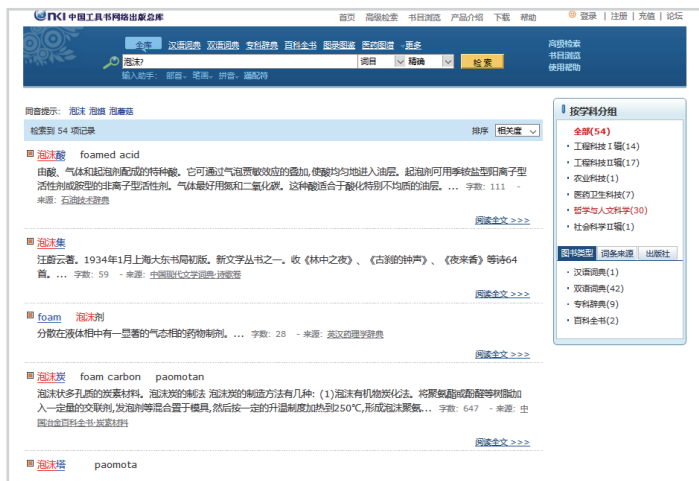 CNKI 中国工具书网络出版总库
首页 高级检索 书目浏览 产品介绍 下载 帮助
登录 | 注册 | 充值 | 论坛
全库 汉语词典 双语词典 专科辞典 百科全书 图录图鉴 医药图谱 更多
泡沫? 词目 精确 检索
输入助手: 部首 笔画 拼音 通配符
高级检索
书目浏览
使用帮助
同音提示: 泡沫 泡馍 泡蘑菇
检索到 54 项记录 排序 相关度
泡沫酸 foamed acid
由酸、气体和起泡剂配成的特种酸。它可通过气泡贾敏效应的叠加,使酸均匀地进入油层。起泡剂可用季铵盐型阳离子型
活性剂或胺型的非离子型活性剂。气体最好用氮和二氧化碳。这种酸适合于酸化特别不均质的油层。... 字数: 111 -
来源: 石油技术辞典
阅读全文 >>>
泡沫集
汪蔚云著。1934年1月上海大东书局初版。新文学丛书之一。收《林中之夜》、《古刹的钟声》、《夜来香》等诗64
首。... 字数: 59 - 来源: 中国现代文学词典·诗歌卷
阅读全文 >>>
foam 泡沫剂
分散在液体相中有一显著的气态相的药物制剂。... 字数: 28 - 来源: 英汉药理学辞典
阅读全文 >>>
泡沫炭 foam carbon paomotan
泡沫状多孔质的炭素材料。泡沫炭的制法 泡沫炭的制造方法有几种: (1)泡沫有机物炭化法。将聚氨酯或酚醛等树脂加
入一定量的交联剂,发泡剂等混合置于模具,然后按一定的升温制度加热到250℃,形成泡沫聚氨... 字数: 647 - 来源: 中
国冶金百科全书·炭素材料
阅读全文 >>>
泡沫塔 paomota
按学科分组
全部(54)
工程科技Ⅰ辑(14)
工程科技Ⅱ辑(17)
农业科技(1)
医药卫生科技(7)
哲学与人文科学(30)
社会科学Ⅱ辑(1)
图书类型 词条来源 出版社
汉语词典(1)
双语词典(42)
专科辞典(9)
百科全书(2)